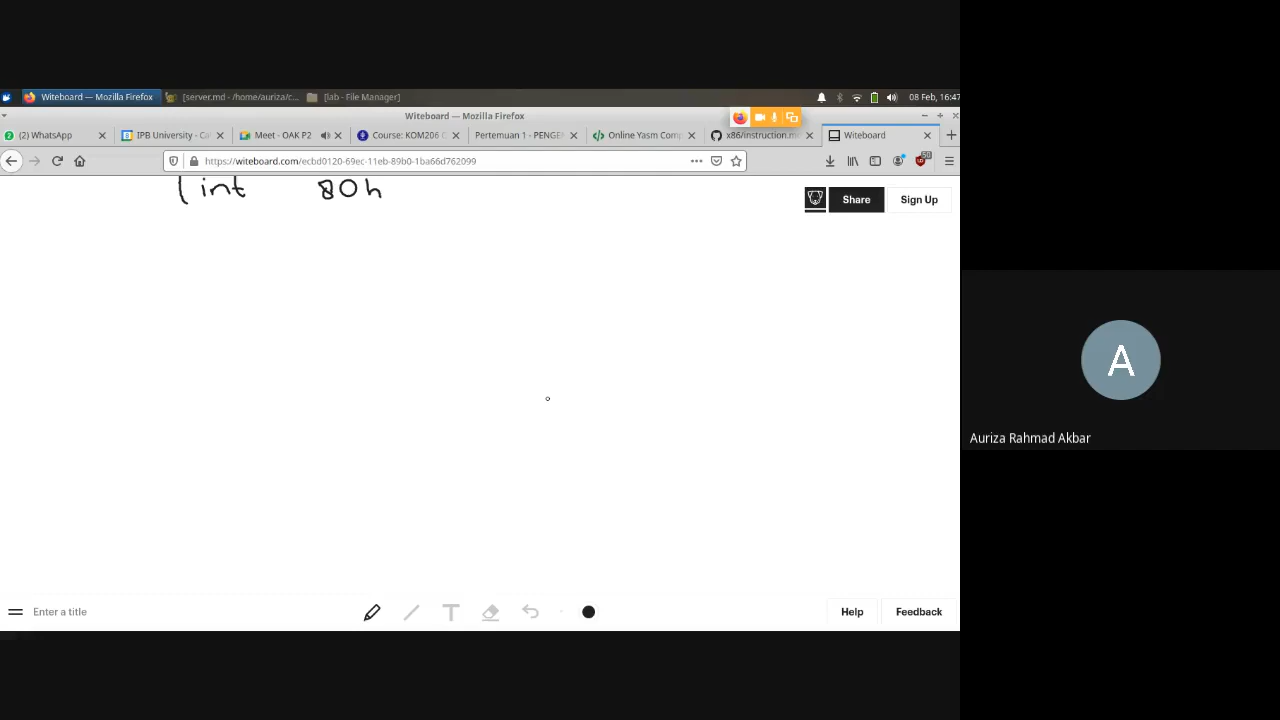 Witeboard — Mozilla Firefox
[server.md - /home/auriza/c...
[lab - File Manager]
08 Feb, 16:47
Witeboard — Mozilla Firefox
(2) WhatsApp
IPB University - Ca
Meet - OAK P2
Course: KOM206 O
Pertemuan 1 - PENGE
Online Yasm Comp
x86/instruction.m
Witeboard
https://witeboard.com/ecbd0120-69ec-11eb-89b0-1ba66d762099
int 80h
Share
Sign Up
A
Auriza Rahmad Akbar
Enter a title
T
Help
Feedback